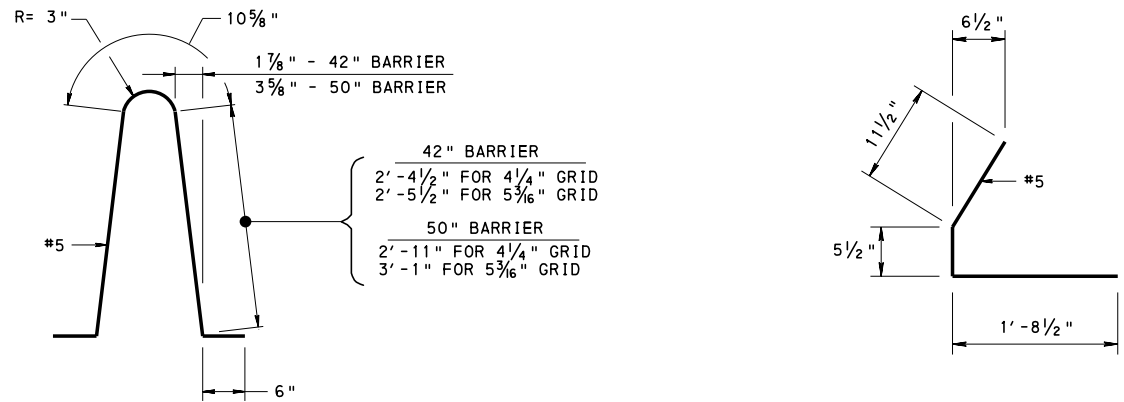 R= 3"
10⅝"
1⅞" - 42" BARRIER
3⅝" - 50" BARRIER
42" BARRIER
2'-4½" FOR 4¼" GRID
2'-5½" FOR 5³⁄₁₆" GRID
50" BARRIER
2'-11" FOR 4¼" GRID
3'-1" FOR 5³⁄₁₆" GRID
#5
6"
6½"
11½"
#5
5½"
1'-8½"